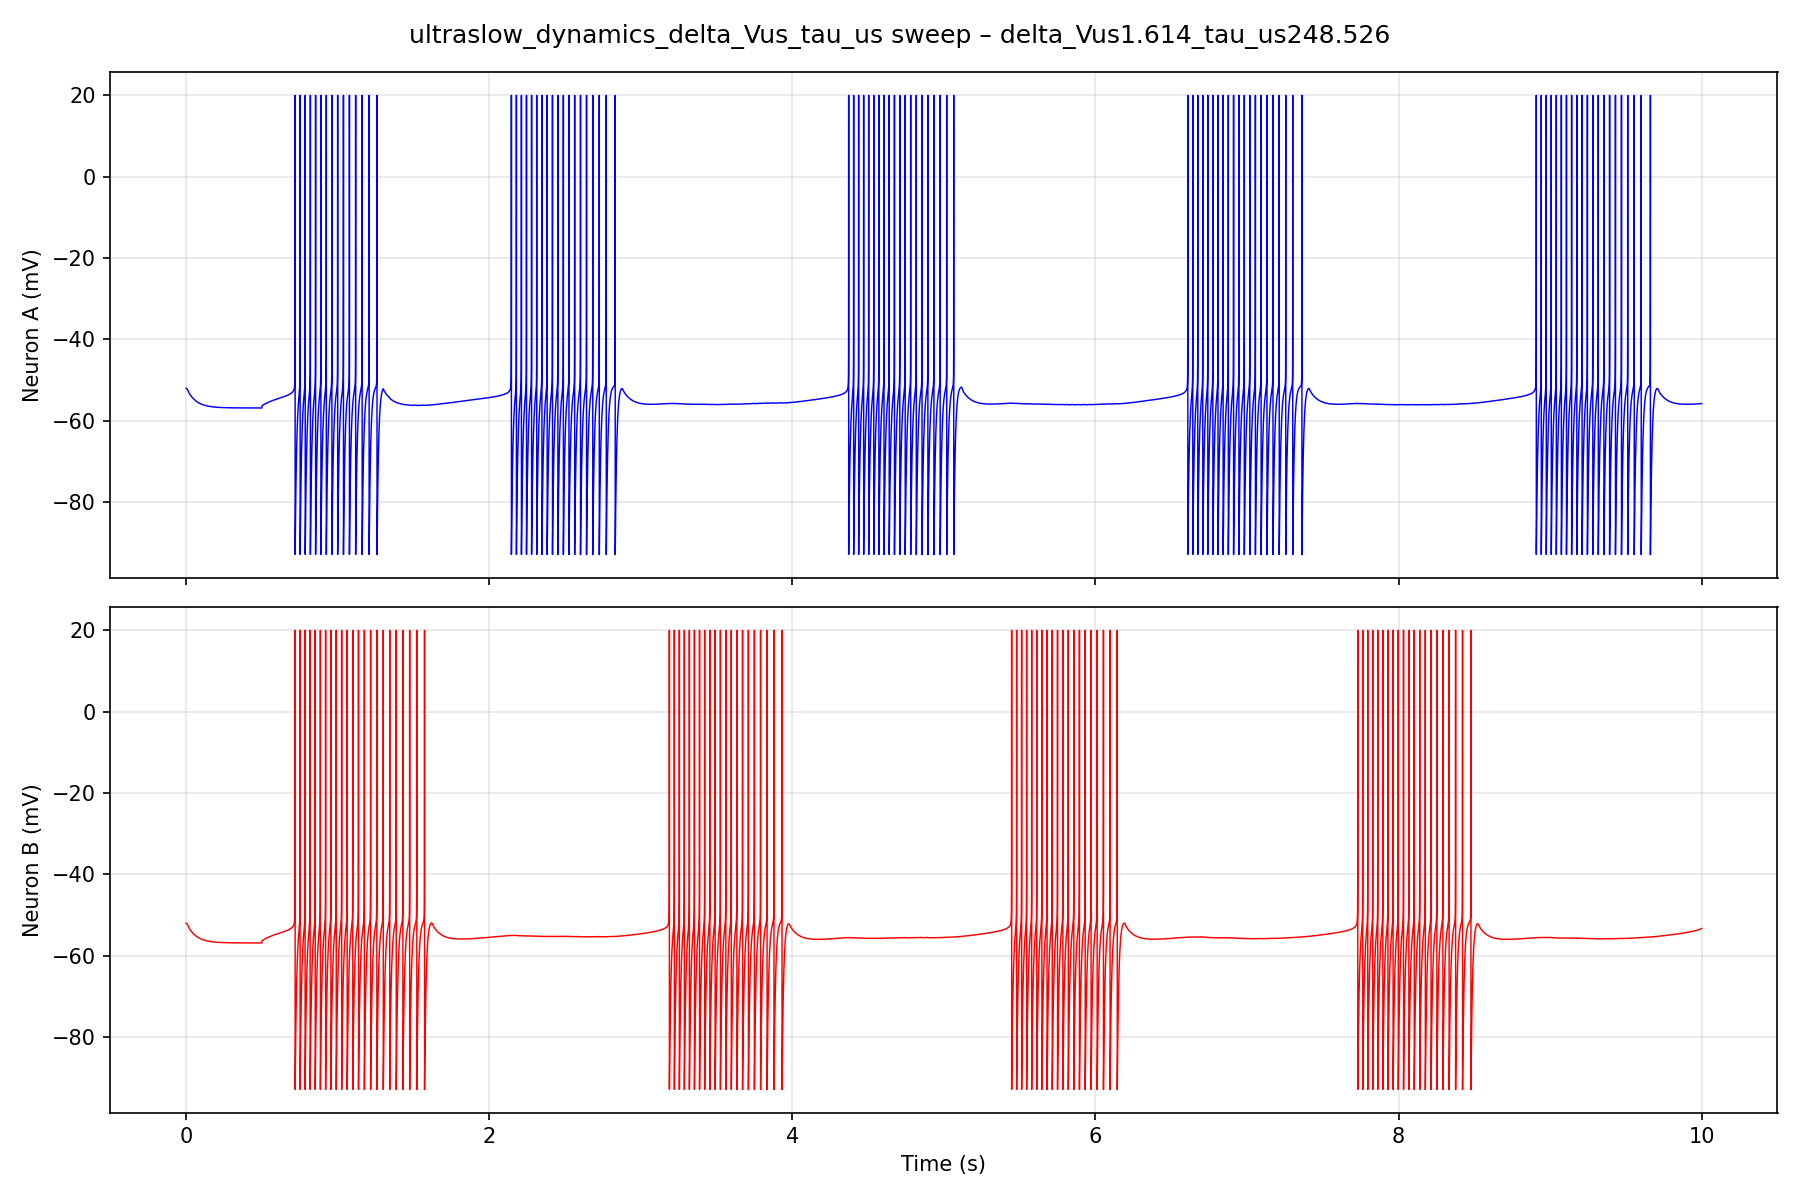 ultraslow_dynamics_delta_Vus_tau_us sweep – delta_Vus1.614_tau_us248.526
20
0
−20
−40
−60
−80
Neuron A (mV)
20
0
−20
−40
−60
−80
Neuron B (mV)
0 2 4 6 8 10
Time (s)